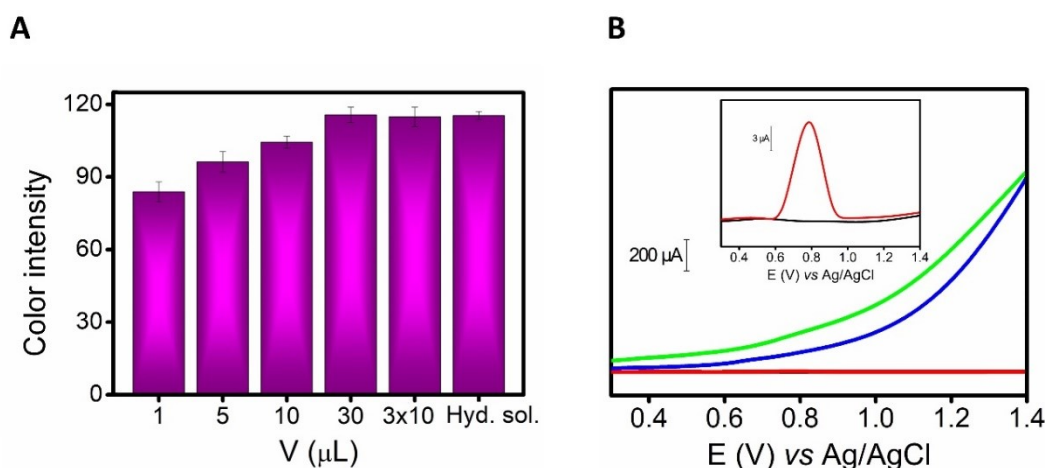 A
B
120
90
60
30
0
Color intensity
1 5 10 30 3x10 Hyd. sol.
V (μL)
3 μA
0.4 0.6 0.8 1.0 1.2 1.4
E (V) vs Ag/AgCl
200 μA
0.4 0.6 0.8 1.0 1.2 1.4
E (V) vs Ag/AgCl